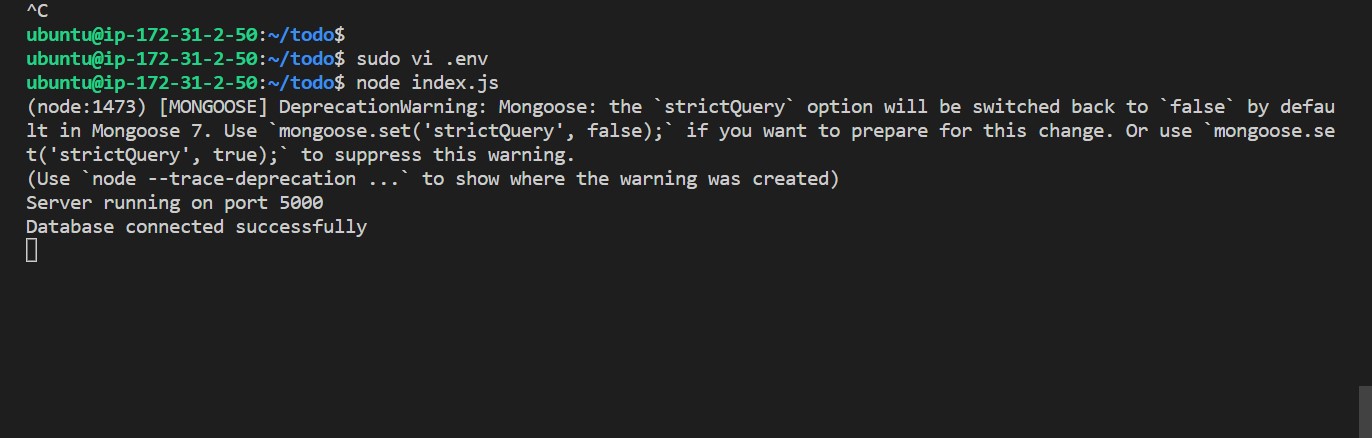 ^C
ubuntu@ip-172-31-2-50:~/todo$
ubuntu@ip-172-31-2-50:~/todo$ sudo vi .env
ubuntu@ip-172-31-2-50:~/todo$ node index.js
(node:1473) [MONGOOSE] DeprecationWarning: Mongoose: the `strictQuery` option will be switched back to `false` by defau
lt in Mongoose 7. Use `mongoose.set('strictQuery', false);` if you want to prepare for this change. Or use `mongoose.se
t('strictQuery', true);` to suppress this warning.
(Use `node --trace-deprecation ...` to show where the warning was created)
Server running on port 5000
Database connected successfully